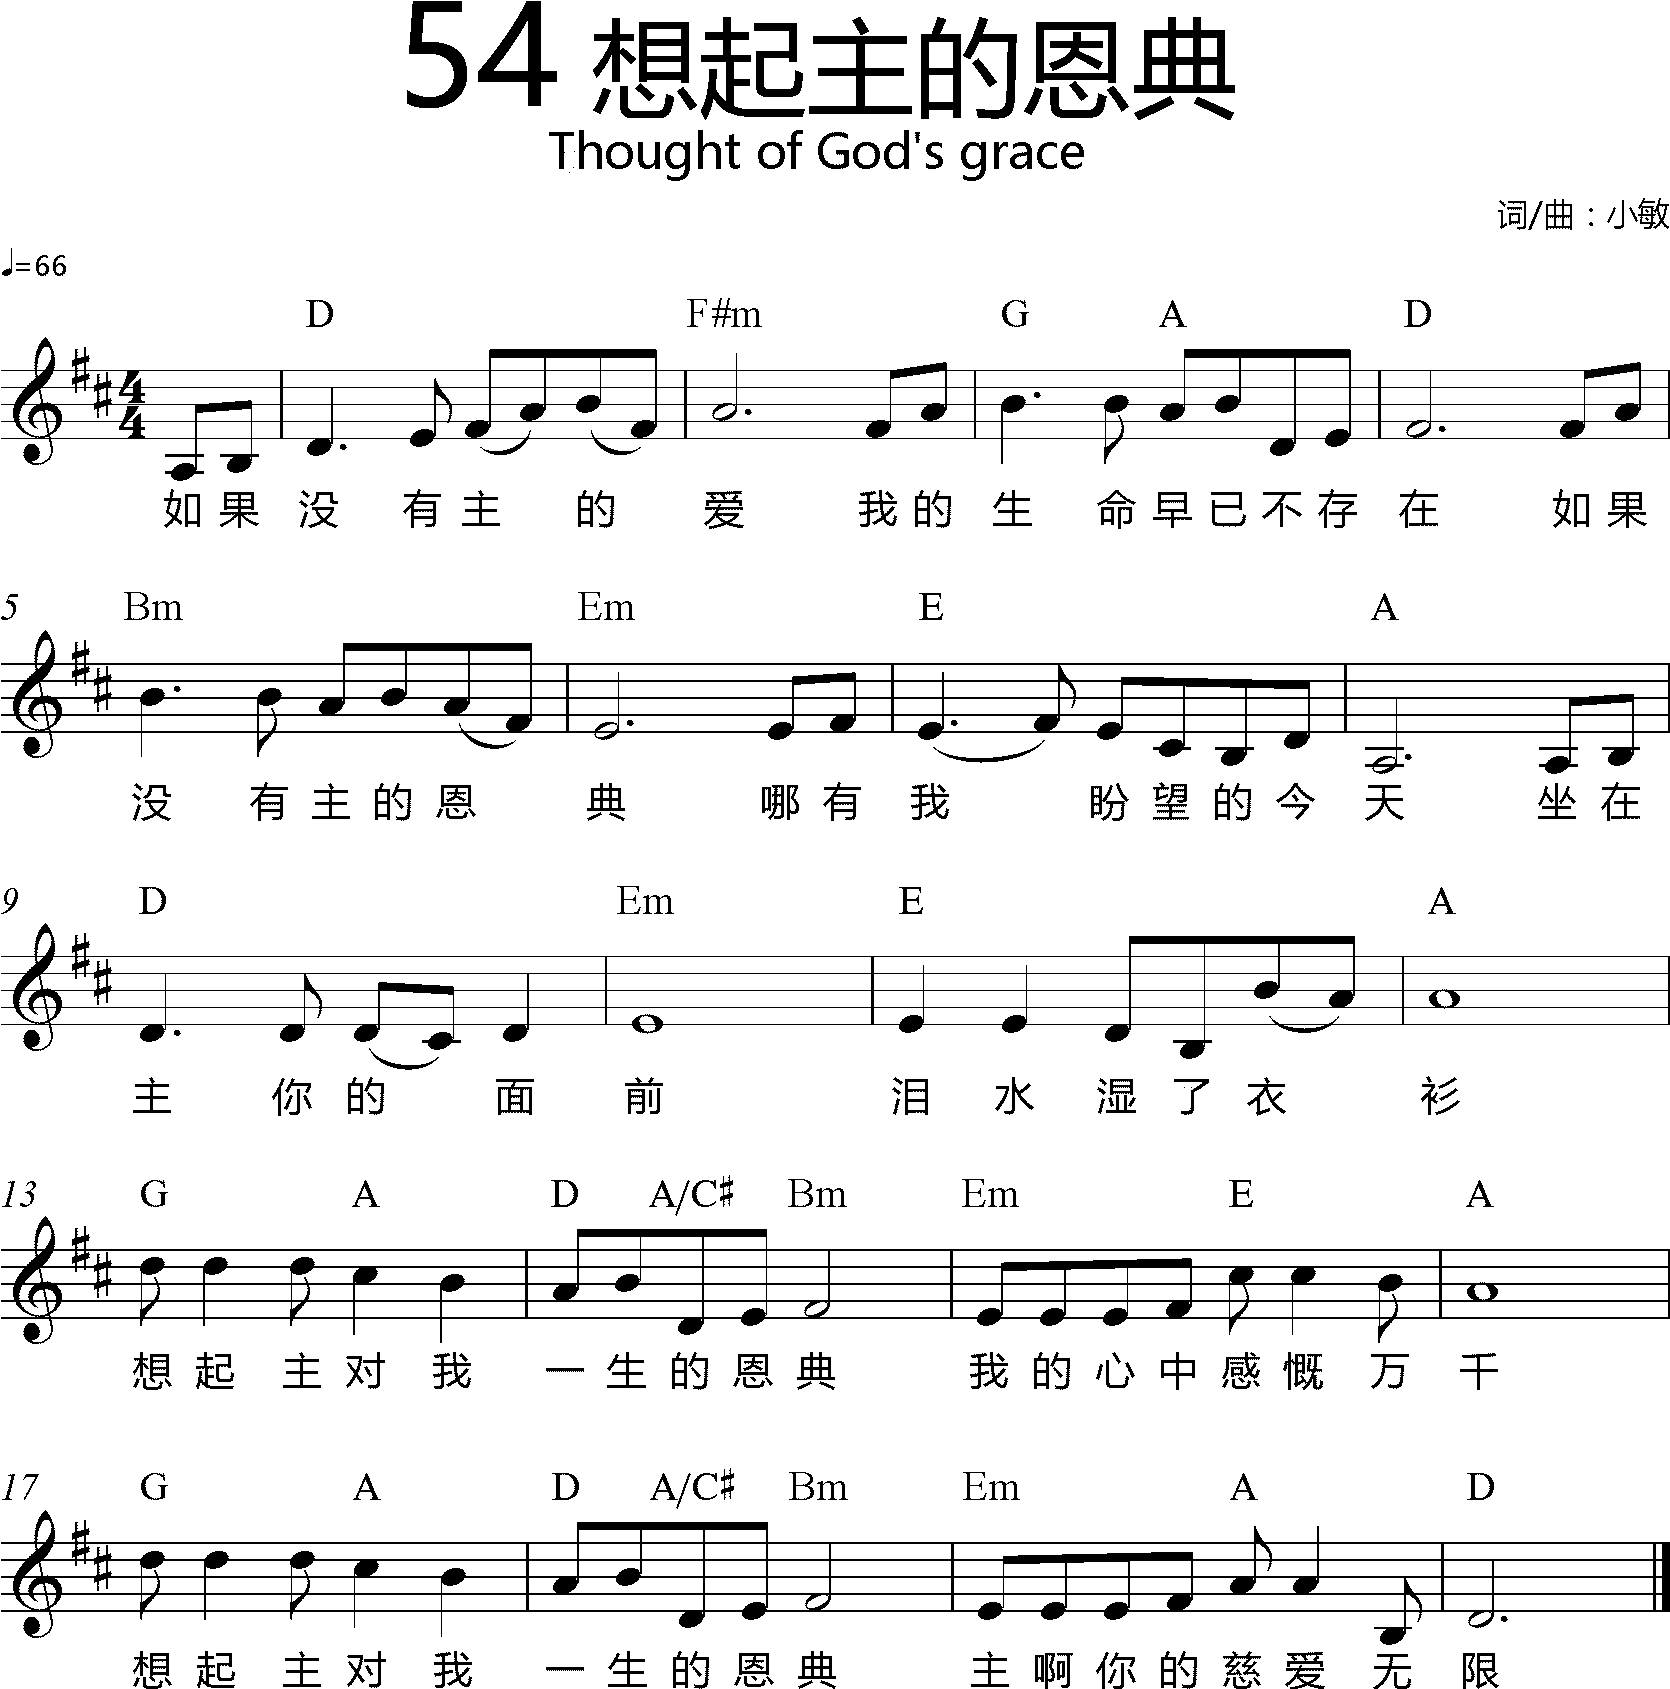 54 想起主的恩典
Thought of God's grace
词/曲：小敏
♩=66
D F#m G A D
4/4
如果没有主的爱我的生命早已不存在如果
5 Bm Em E A
没有主的恩典哪有我盼望的今天坐在
9 D Em E A
主你的面前泪水湿了衣衫
13 G A D A/C♯ Bm Em E A
想起主对我一生的恩典我的心中感慨万千
17 G A D A/C♯ Bm Em A D
想起主对我一生的恩典主啊你的慈爱无限